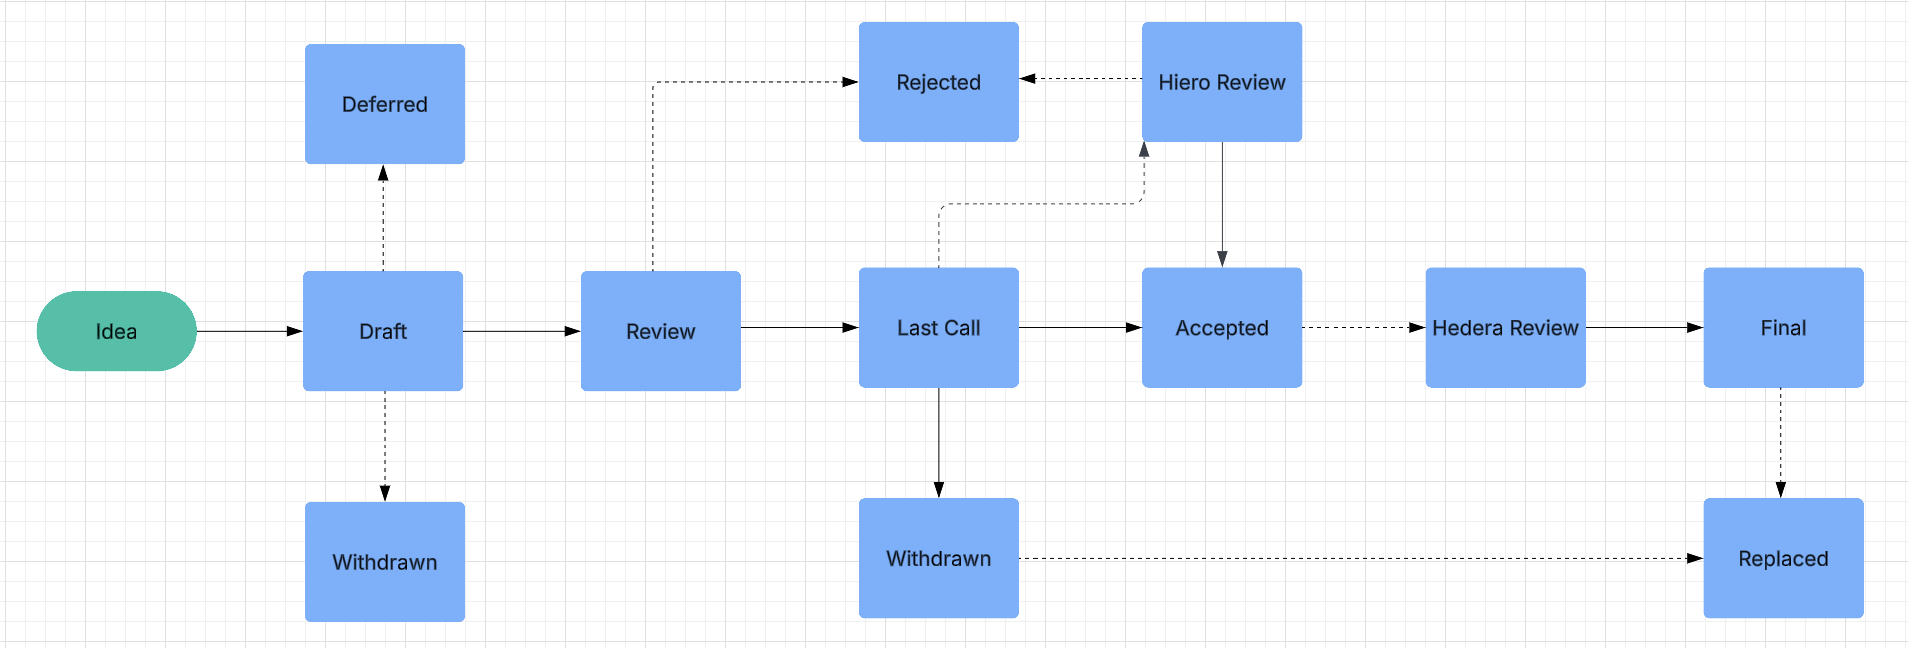 Rejected
Hiero Review
Deferred
Idea
Draft
Review
Last Call
Accepted
Hedera Review
Final
Withdrawn
Withdrawn
Replaced